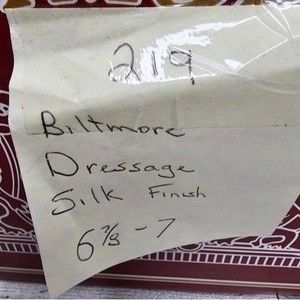 219
Biltmore
Dressage
Silk Finish
6 7/8 - 7